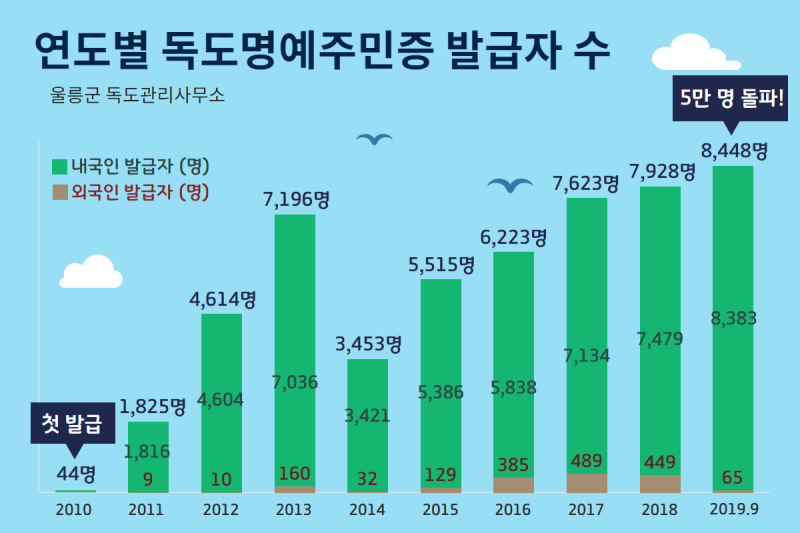 연도별 독도명예주민증 발급자 수
울릉군 독도관리사무소
5만 명 돌파!
내국인 발급자 (명)
외국인 발급자 (명)
첫 발급
44명
1,825명
4,614명
7,196명
3,453명
5,515명
6,223명
7,623명
7,928명
8,448명
1,816
4,604
7,036
3,421
5,386
5,838
7,134
7,479
8,383
9
10
160
32
129
385
489
449
65
2010
2011
2012
2013
2014
2015
2016
2017
2018
2019.9